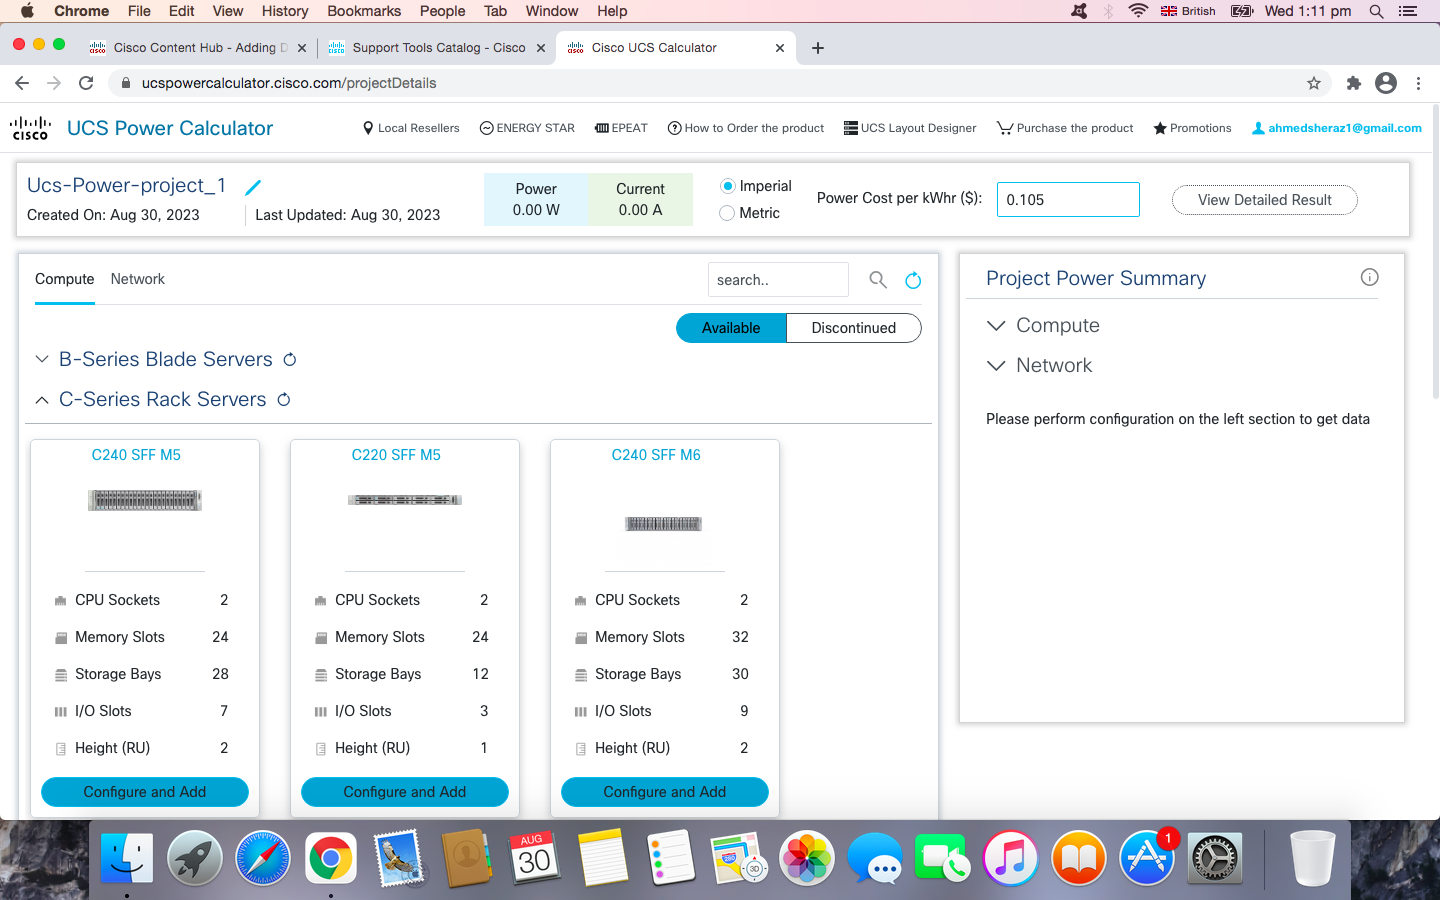 Chrome File Edit View History Bookmarks People Tab Window Help British Wed 1:11 pm
Cisco Content Hub - Adding D Support Tools Catalog - Cisco Cisco UCS Calculator
ucspowercalculator.cisco.com/projectDetails
CISCO UCS Power Calculator Local Resellers ENERGY STAR EPEAT How to Order the product UCS Layout Designer Purchase the product Promotions ahmedsheraz1@gmail.com
Ucs-Power-project_1
Created On: Aug 30, 2023 Last Updated: Aug 30, 2023
Power
0.00 W
Current
0.00 A
Imperial
Metric
Power Cost per kWhr ($): 0.105
View Detailed Result
Compute Network search..
Available Discontinued
B-Series Blade Servers
C-Series Rack Servers
C240 SFF M5
CPU Sockets 2
Memory Slots 24
Storage Bays 28
I/O Slots 7
Height (RU) 2
Configure and Add
C220 SFF M5
CPU Sockets 2
Memory Slots 24
Storage Bays 12
I/O Slots 3
Height (RU) 1
Configure and Add
C240 SFF M6
CPU Sockets 2
Memory Slots 32
Storage Bays 30
I/O Slots 9
Height (RU) 2
Configure and Add
Project Power Summary
Compute
Network
Please perform configuration on the left section to get data
AUG
30
280
3D
1